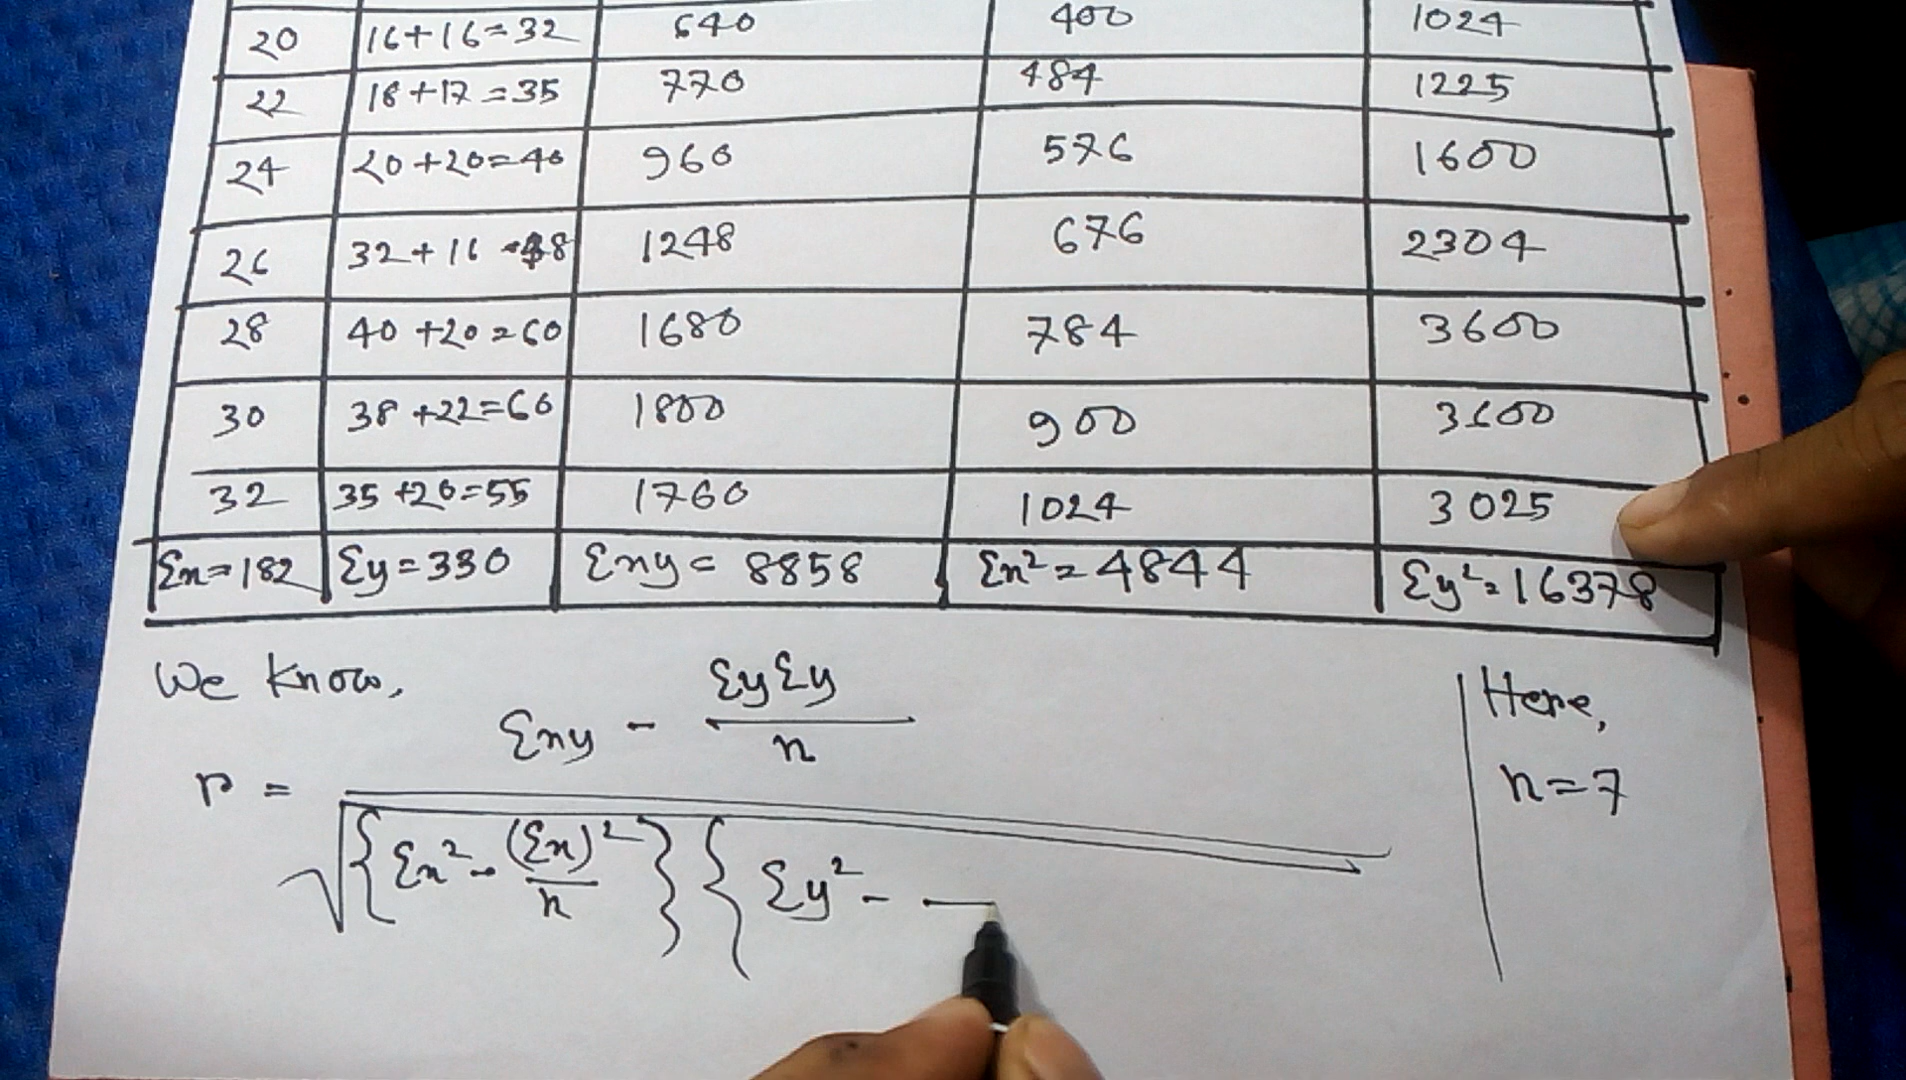 20 16+16=32 640 400 1024
22 18+17=35 770 484 1225
24 20+20=40 960 576 1600
26 32+16=48 1248 676 2304
28 40+20=60 1680 784 3600
30 38+22=60 1800 900 3600
32 35+20=55 1760 1024 3025
Σx=182 Σy=330 Σxy=8858 Σx²=4844 Σy²=16378
We know,
r = (Σxy - ΣyΣy/n) / √{Σx² - (Σx)²/n}{Σy² -
Here,
n=7